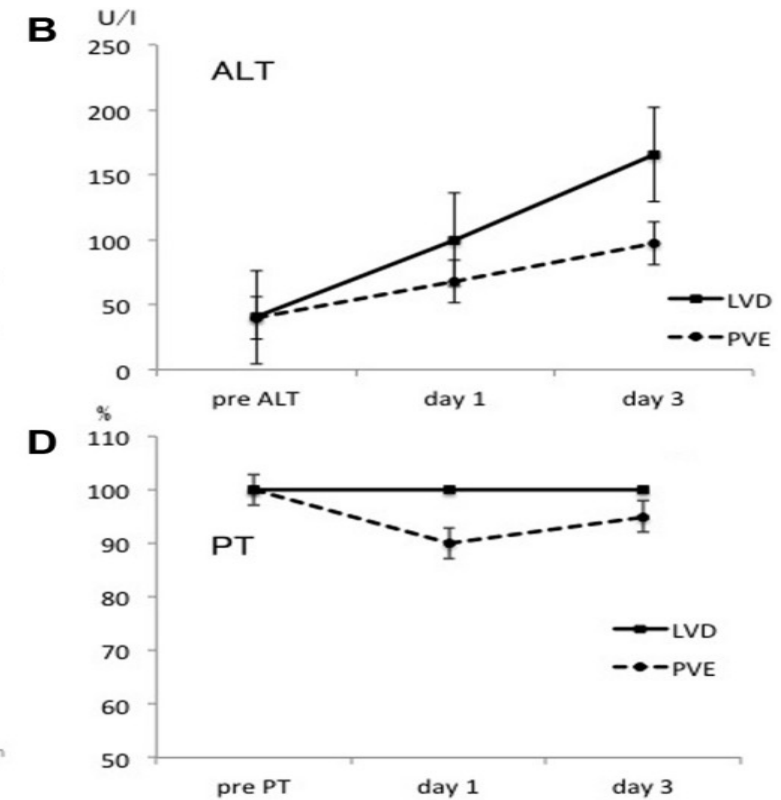 B
U/I
250
ALT
200
150
100
50
LVD
PVE
0
pre ALT day 1 day 3
%
D
110
100
90
PT
80
70
LVD
PVE
60
50
pre PT day 1 day 3